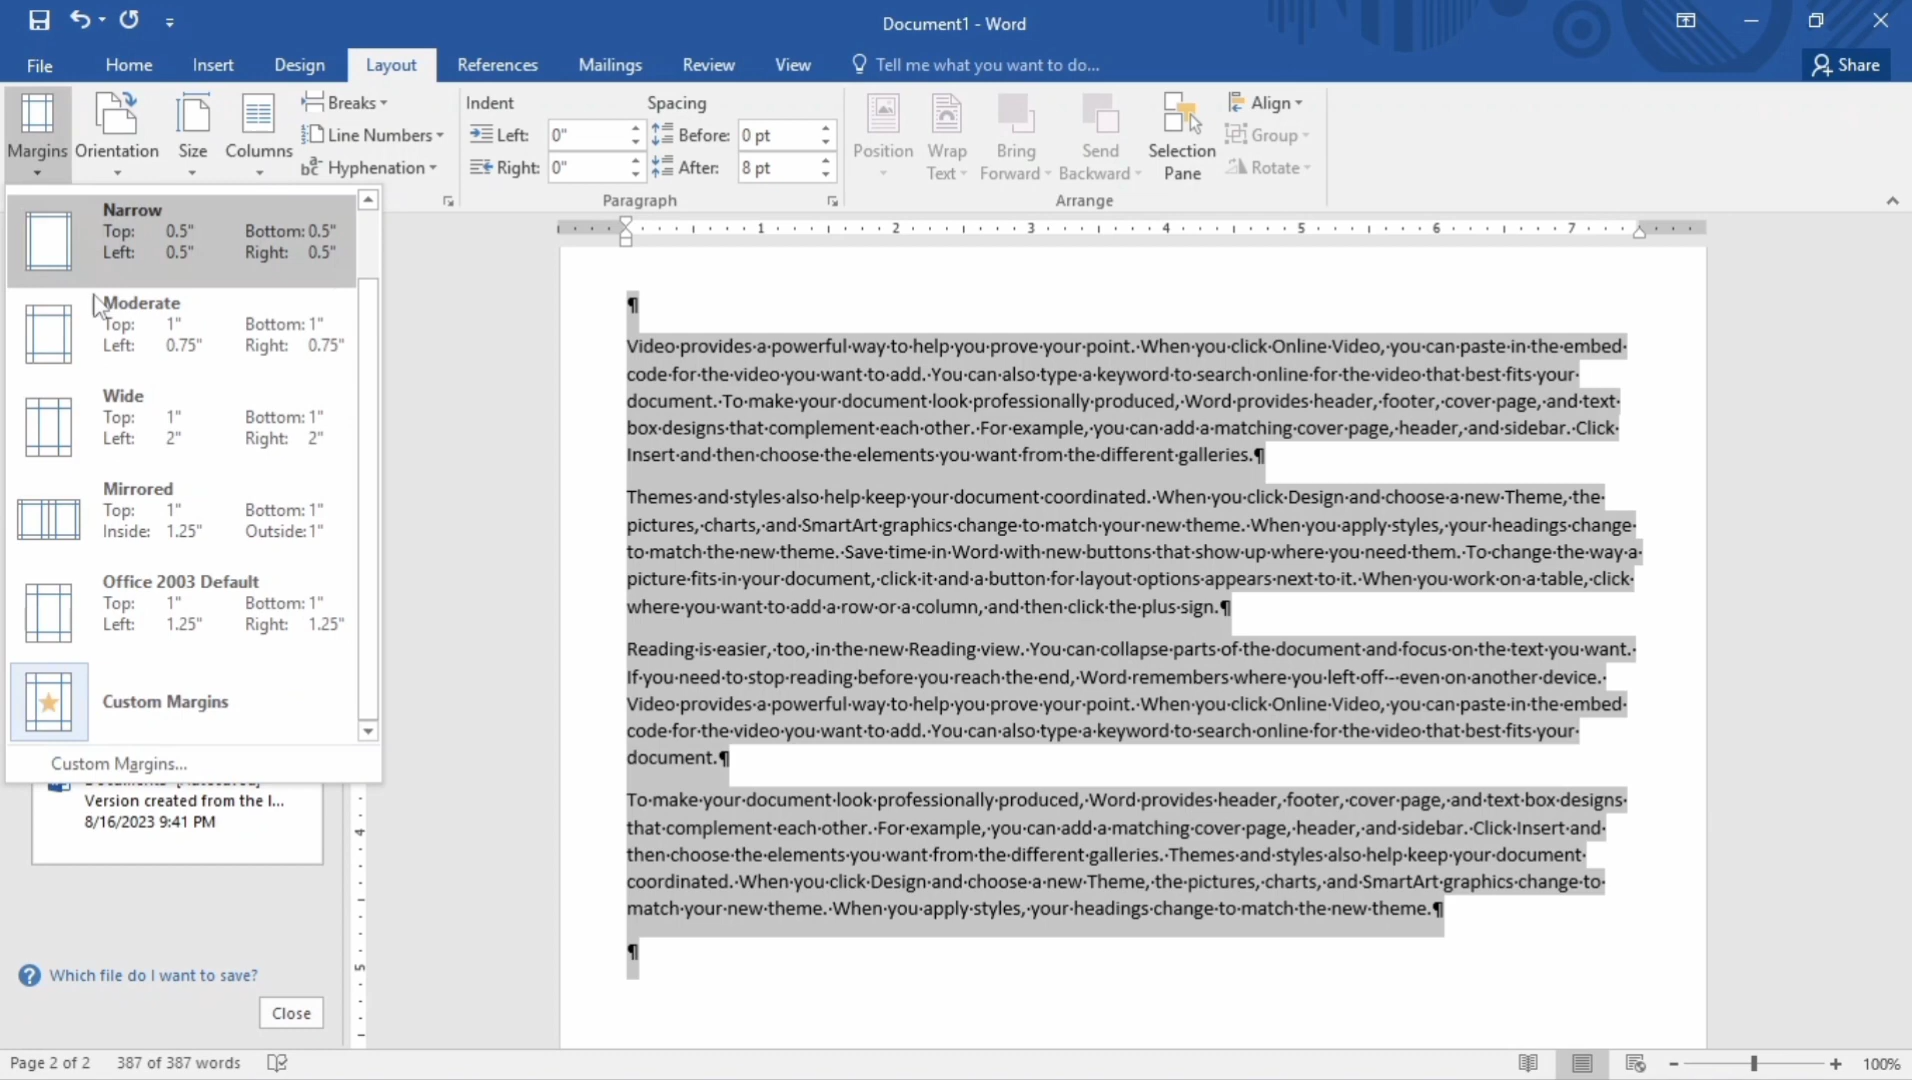 Document1 - Word
File Home Insert Design Layout References Mailings Review View Tell me what you want to do... Share
Margins Orientation Size Columns
Breaks
Line Numbers
Hyphenation
Indent
Left: 0"
Right: 0"
Spacing
Before: 0 pt
After: 8 pt
Paragraph
Position Wrap Text Bring Forward Send Backward Selection Pane
Align
Group
Rotate
Arrange
Narrow
Top: 0.5" Bottom: 0.5"
Left: 0.5" Right: 0.5"
Moderate
Top: 1" Bottom: 1"
Left: 0.75" Right: 0.75"
Wide
Top: 1" Bottom: 1"
Left: 2" Right: 2"
Mirrored
Top: 1" Bottom: 1"
Inside: 1.25" Outside: 1"
Office 2003 Default
Top: 1" Bottom: 1"
Left: 1.25" Right: 1.25"
Custom Margins
Custom Margins...
Version created from the l...
8/16/2023 9:41 PM
Which file do I want to save?
Close
1 2 3 4 5 6 7
4
5
¶
Video·provides·a·powerful·way·to·help·you·prove·your·point.·When·you·click·Online·Video,·you·can·paste·in·the·embed·
code·for·the·video·you·want·to·add.·You·can·also·type·a·keyword·to·search·online·for·the·video·that·best·fits·your·
document.·To·make·your·document·look·professionally·produced,·Word·provides·header,·footer,·cover·page,·and·text·
box·designs·that·complement·each·other.·For·example,·you·can·add·a·matching·cover·page,·header,·and·sidebar.·Click·
Insert·and·then·choose·the·elements·you·want·from·the·different·galleries.¶
Themes·and·styles·also·help·keep·your·document·coordinated.·When·you·click·Design·and·choose·a·new·Theme,·the·
pictures,·charts,·and·SmartArt·graphics·change·to·match·your·new·theme.·When·you·apply·styles,·your·headings·change·
to·match·the·new·theme.·Save·time·in·Word·with·new·buttons·that·show·up·where·you·need·them.·To·change·the·way·a·
picture·fits·in·your·document,·click·it·and·a·button·for·layout·options·appears·next·to·it.·When·you·work·on·a·table,·click·
where·you·want·to·add·a·row·or·a·column,·and·then·click·the·plus·sign.¶
Reading·is·easier,·too,·in·the·new·Reading·view.·You·can·collapse·parts·of·the·document·and·focus·on·the·text·you·want.·
If·you·need·to·stop·reading·before·you·reach·the·end,·Word·remembers·where·you·left·off·-·even·on·another·device.·
Video·provides·a·powerful·way·to·help·you·prove·your·point.·When·you·click·Online·Video,·you·can·paste·in·the·embed·
code·for·the·video·you·want·to·add.·You·can·also·type·a·keyword·to·search·online·for·the·video·that·best·fits·your·
document.¶
To·make·your·document·look·professionally·produced,·Word·provides·header,·footer,·cover·page,·and·text·box·designs·
that·complement·each·other.·For·example,·you·can·add·a·matching·cover·page,·header,·and·sidebar.·Click·Insert·and·
then·choose·the·elements·you·want·from·the·different·galleries.·Themes·and·styles·also·help·keep·your·document·
coordinated.·When·you·click·Design·and·choose·a·new·Theme,·the·pictures,·charts,·and·SmartArt·graphics·change·to·
match·your·new·theme.·When·you·apply·styles,·your·headings·change·to·match·the·new·theme.¶
¶
Page 2 of 2 387 of 387 words 100%